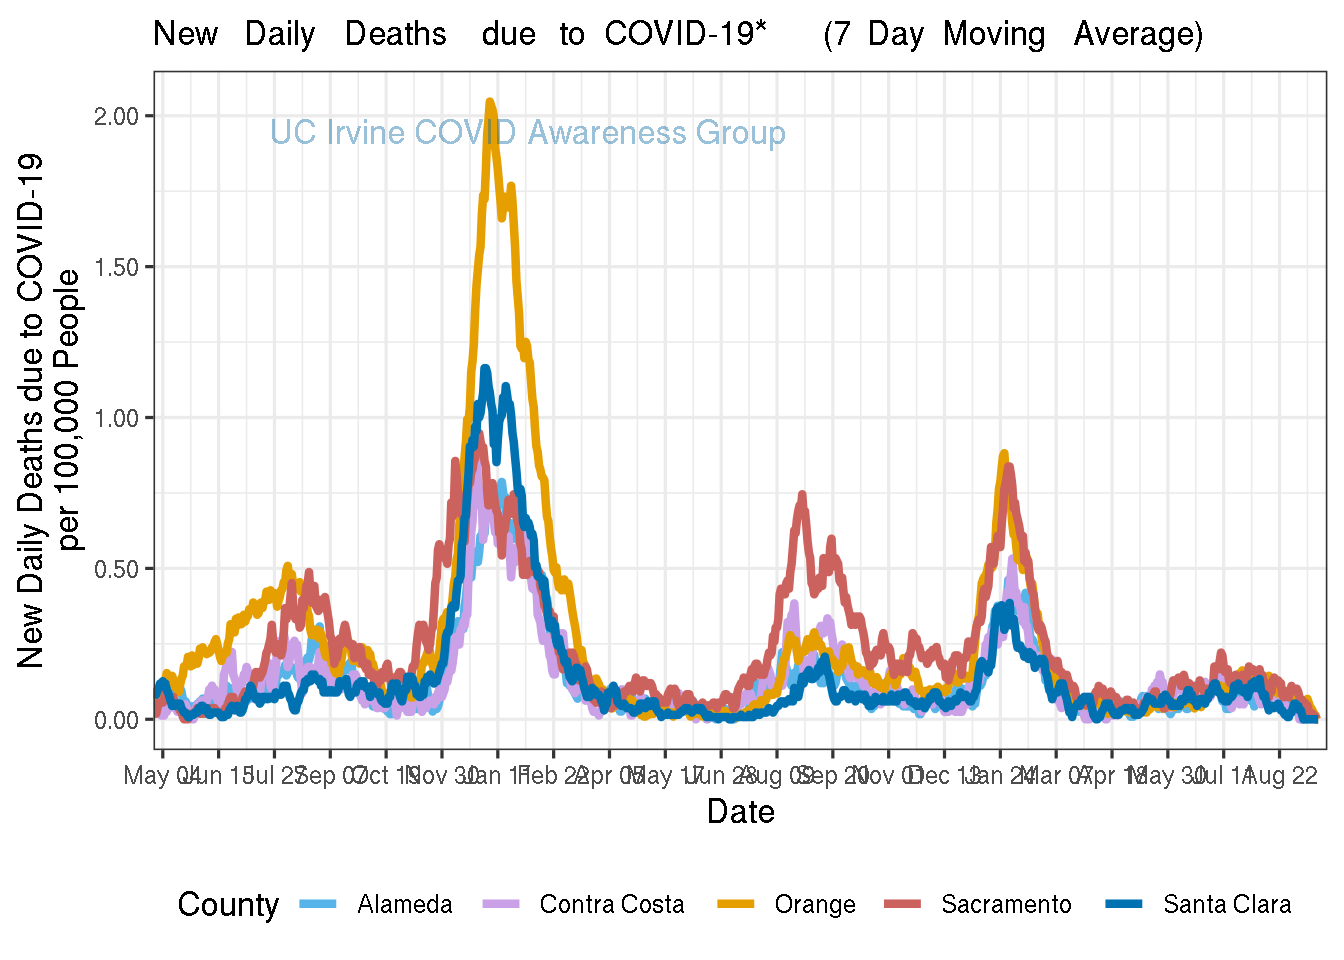 New Daily Deaths due to COVID-19* (7 Day Moving Average)
UC Irvine COVID Awareness Group
New Daily Deaths due to COVID-19
per 100,000 People
2.00
1.50
1.00
0.50
0.00
May 04 Jun 15 Jul 27 Sep 07 Oct 19 Nov 30 Jan 11 Feb 22 Apr 05 May 17 Jun 28 Aug 09 Sep 20 Nov 01 Dec 13 Jan 24 Mar 07 Apr 18 May 30 Jul 11 Aug 22
Date
County Alameda Contra Costa Orange Sacramento Santa Clara